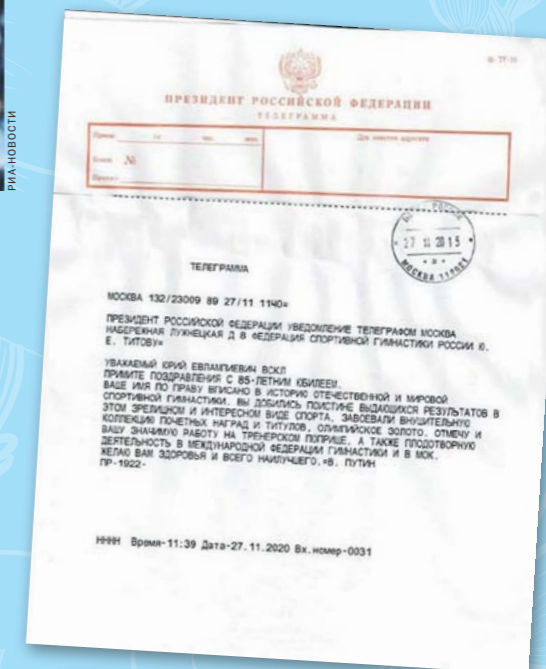 РИА-НОВОСТИ
ПРЕЗИДЕНТ РОССИЙСКОЙ ФЕДЕРАЦИИ
ТЕЛЕГРАММА
№
РОССИЯ
27 11 2015
МОСКВА
ТЕЛЕГРАММА
МОСКВА 132/23009 89 27/11 1140=
ПРЕЗИДЕНТ РОССИЙСКОЙ ФЕДЕРАЦИИ УВЕДОМЛЕНИЕ ТЕЛЕГРАФОМ МОСКВА
НАБЕРЕЖНАЯ ЛУЖНЕЦКАЯ Д 8 ФЕДЕРАЦИЯ СПОРТИВНОЙ ГИМНАСТИКИ РОССИИ Ю.
Е. ТИТОВУ=
УВАЖАЕМЫЙ ЮРИЙ ЕВЛАМПИЕВИЧ ВСКЛ
ПРИМИТЕ ПОЗДРАВЛЕНИЯ С 85-ЛЕТНИМ ЮБИЛЕЕМ.
ВАШЕ ИМЯ ПО ПРАВУ ВПИСАНО В ИСТОРИЮ ОТЕЧЕСТВЕННОЙ И МИРОВОЙ
СПОРТИВНОЙ ГИМНАСТИКИ. ВЫ ДОБИЛИСЬ ПОИСТИНЕ ВЫДАЮЩИХСЯ РЕЗУЛЬТАТОВ В
ЭТОМ ЗРЕЛИЩНОМ И ИНТЕРЕСНОМ ВИДЕ СПОРТА, ЗАВОЕВАЛИ ВНУШИТЕЛЬНУЮ
КОЛЛЕКЦИЮ ПОЧЕТНЫХ НАГРАД И ТИТУЛОВ, ОЛИМПИЙСКОЕ ЗОЛОТО. ОТМЕЧУ И
ВАШУ ЗНАЧИМУЮ РАБОТУ НА ТРЕНЕРСКОМ ПОПРИЩЕ, А ТАКЖЕ ПЛОДОТВОРНУЮ
ДЕЯТЕЛЬНОСТЬ В МЕЖДУНАРОДНОЙ ФЕДЕРАЦИИ ГИМНАСТИКИ И В МОК.
ЖЕЛАЮ ВАМ ЗДОРОВЬЯ И ВСЕГО НАИЛУЧШЕГО.=В. ПУТИН
ПР-1922-
НННН Время-11:39 Дата-27.11.2020 Вх.номер-0031